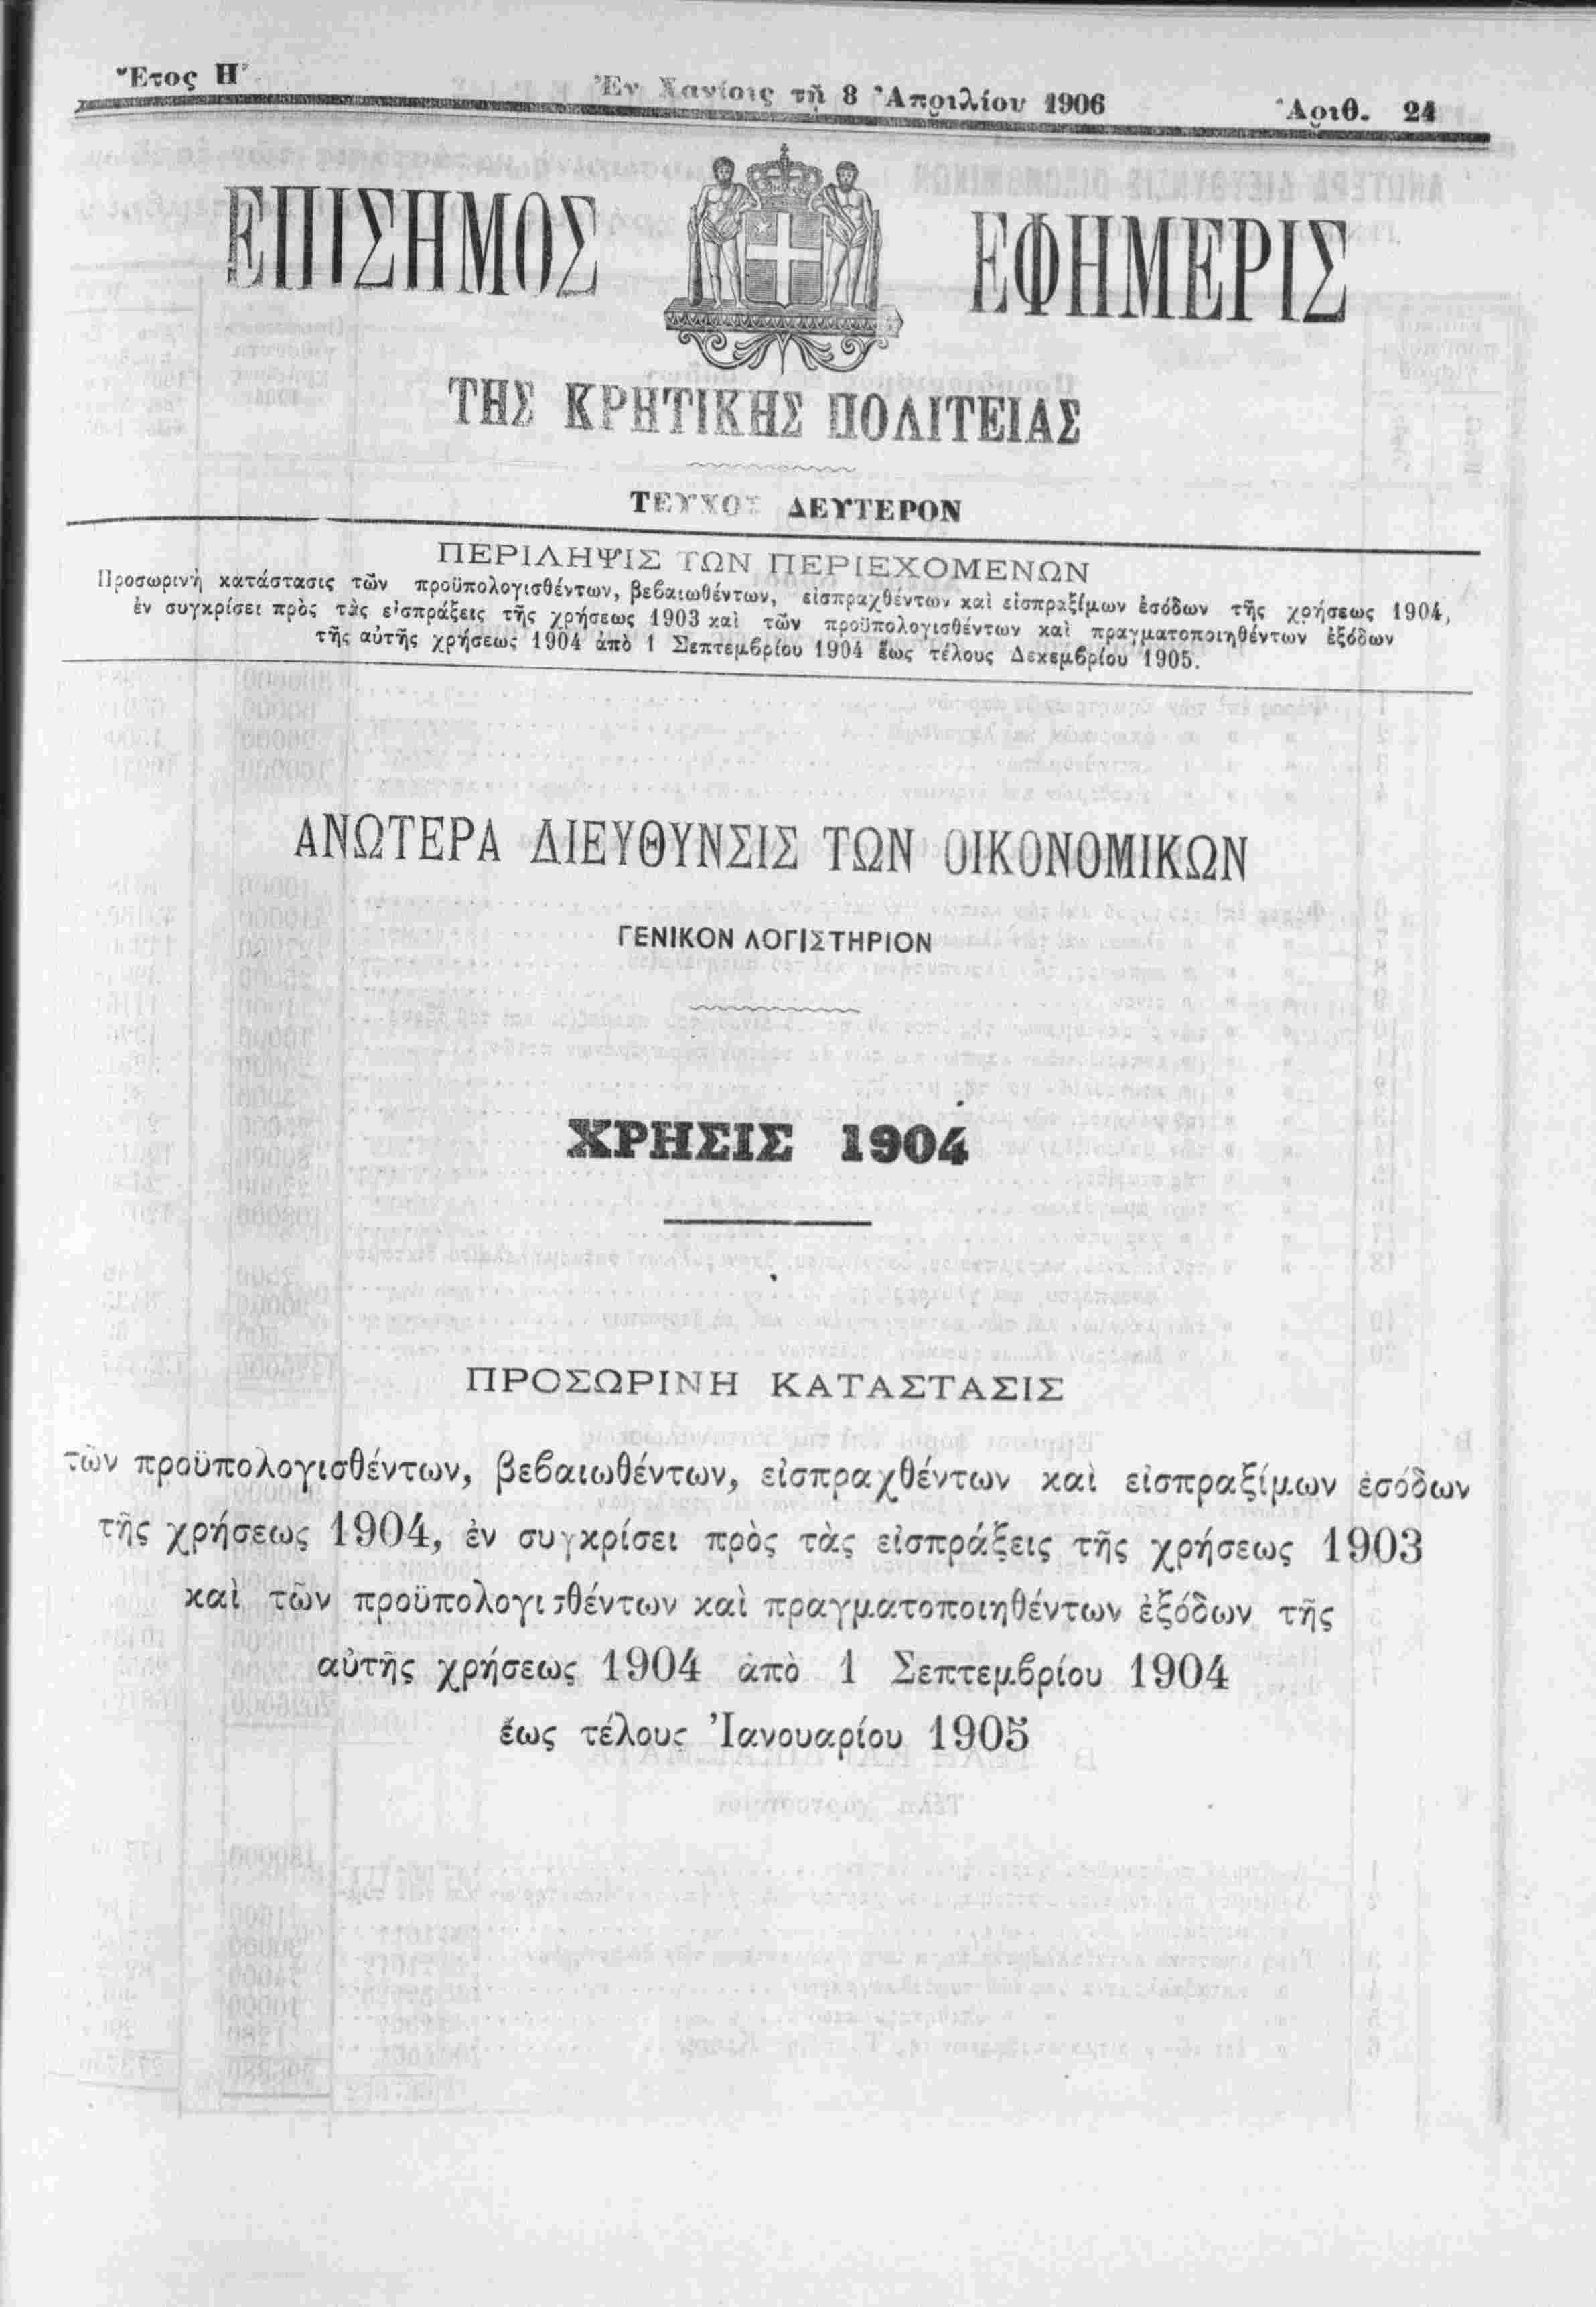 Ἔτος Η'
Ἐν Χανίοις τῇ 8 Ἀπριλίου 1906
Ἀριθ. 24
ΕΠΙΣΗΜΟΣ ΕΦΗΜΕΡΙΣ
ΤΗΣ ΚΡΗΤΙΚΗΣ ΠΟΛΙΤΕΙΑΣ
ΤΕΥΧΟΣ ΔΕΥΤΕΡΟΝ
ΠΕΡΙΛΗΨΙΣ ΤΩΝ ΠΕΡΙΕΧΟΜΕΝΩΝ
Προσωρινὴ κατάστασις τῶν προϋπολογισθέντων, βεβαιωθέντων, εἰσπραχθέντων καὶ εἰσπραξίμων ἐσόδων τῆς χρήσεως 1904,
ἐν συγκρίσει πρὸς τὰς εἰσπράξεις τῆς χρήσεως 1903 καὶ τῶν προϋπολογισθέντων καὶ πραγματοποιηθέντων ἐξόδων
τῆς αὐτῆς χρήσεως 1904 ἀπὸ 1 Σεπτεμβρίου 1904 ἕως τέλους Δεκεμβρίου 1905.
ΑΝΩΤΕΡΑ ΔΙΕΥΘΥΝΣΙΣ ΤΩΝ ΟΙΚΟΝΟΜΙΚΩΝ
ΓΕΝΙΚΟΝ ΛΟΓΙΣΤΗΡΙΟΝ
ΧΡΗΣΙΣ 1904
ΠΡΟΣΩΡΙΝΗ ΚΑΤΑΣΤΑΣΙΣ
τῶν προϋπολογισθέντων, βεβαιωθέντων, εἰσπραχθέντων καὶ εἰσπραξίμων ἐσόδων
τῆς χρήσεως 1904, ἐν συγκρίσει πρὸς τὰς εἰσπράξεις τῆς χρήσεως 1903
καὶ τῶν προϋπολογισθέντων καὶ πραγματοποιηθέντων ἐξόδων τῆς
αὐτῆς χρήσεως 1904 ἀπὸ 1 Σεπτεμβρίου 1904
ἕως τέλους Ἰανουαρίου 1905